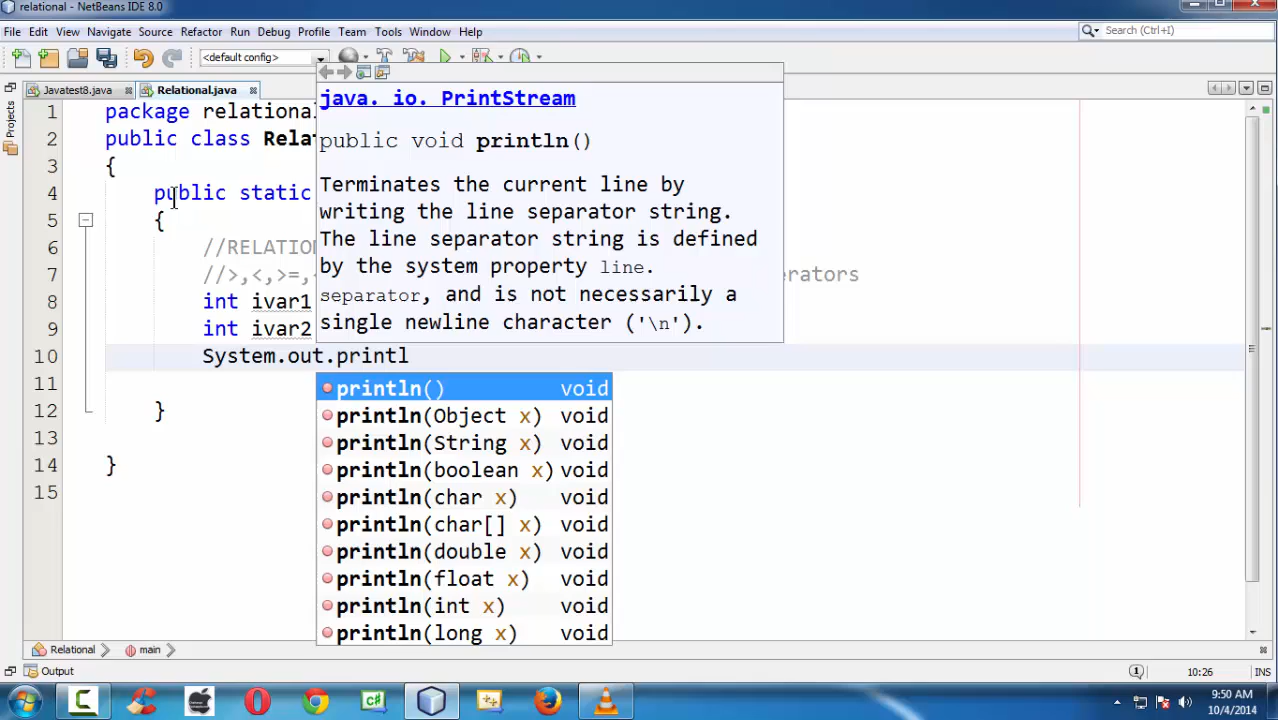 relational - NetBeans IDE 8.0
File Edit View Navigate Source Refactor Run Debug Profile Team Tools Window Help
Search (Ctrl+I)
<default config>
Javatest8.java Relational.java
java. io. PrintStream
public void println()
Terminates the current line by
writing the line separator string.
The line separator string is defined
by the system property line.
separator, and is not necessarily a
single newline character ('\n').
Projects
1 package relational
2 public class Rela
3 {
4 public static
5 {
6 //RELATION
7 //>,<,>=, erators
8 int ivar1
9 int ivar2
10 System.out.printl
11
12 }
13
14 }
15
println() void
println(Object x) void
println(String x) void
println(boolean x) void
println(char x) void
println(char[] x) void
println(double x) void
println(float x) void
println(int x) void
println(long x) void
Relational main
Output
1 10:26 INS
9:50 AM
10/4/2014